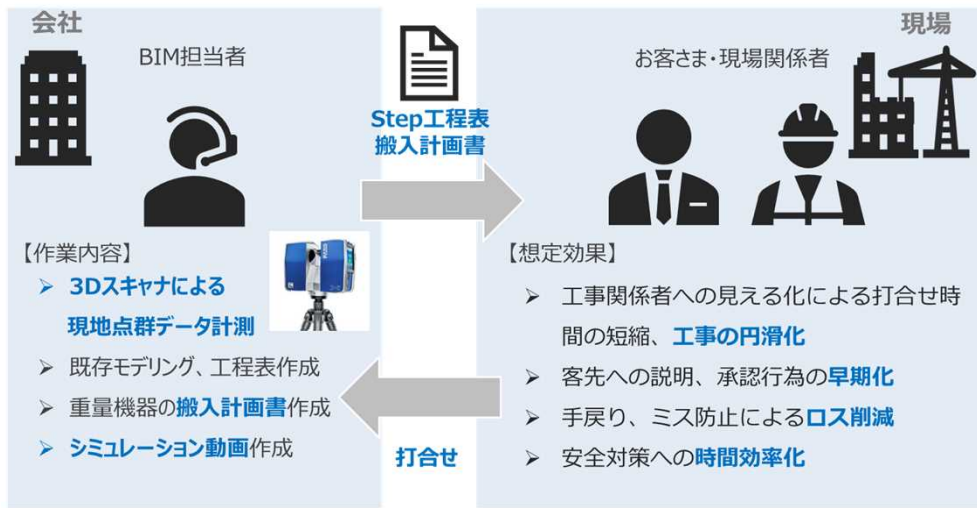 会社
BIM担当者
【作業内容】
➢ 3Dスキャナによる
現地点群データ計測
➢ 既存モデリング、工程表作成
➢ 重量機器の搬入計画書作成
➢ シミュレーション動画作成
Step工程表
搬入計画書
打合せ
現場
お客さま・現場関係者
【想定効果】
➢ 工事関係者への見える化による打合せ時
間の短縮、工事の円滑化
➢ 客先への説明、承認行為の早期化
➢ 手戻り、ミス防止によるロス削減
➢ 安全対策への時間効率化